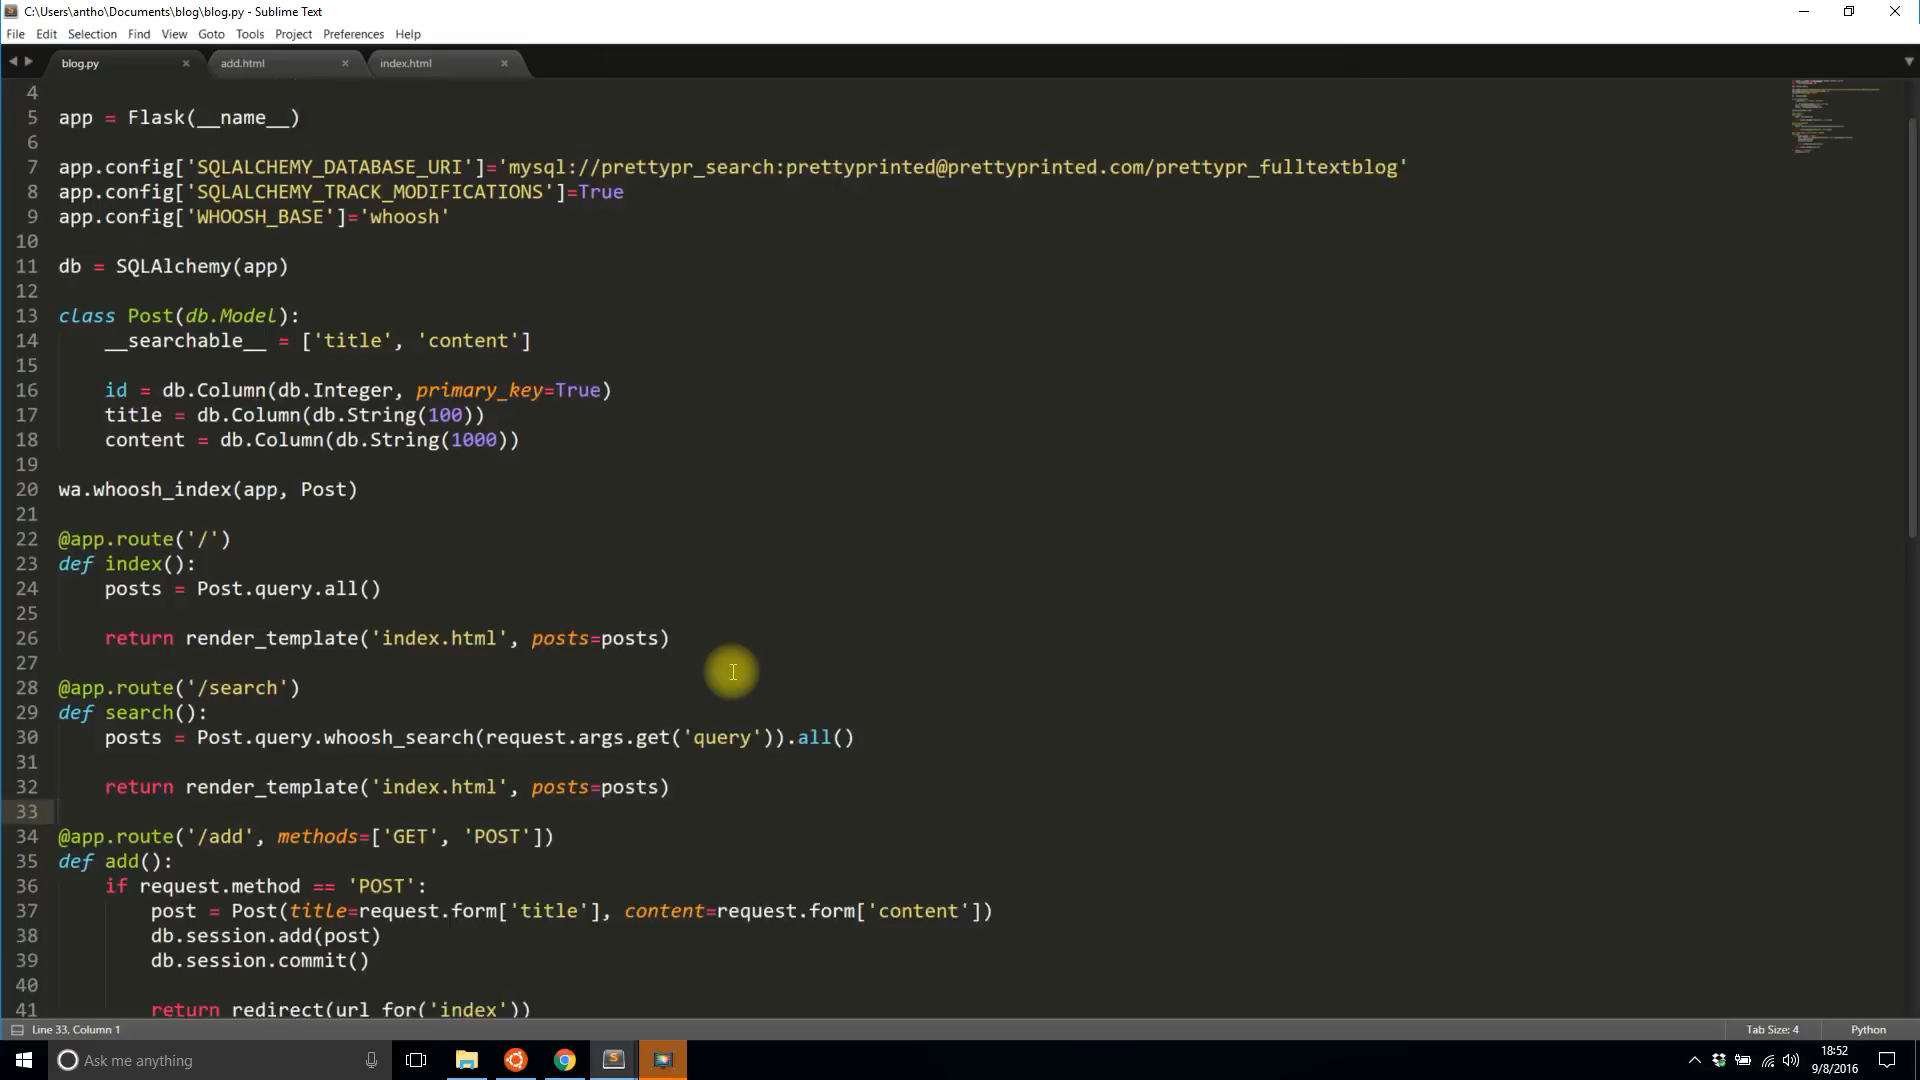 C:\Users\antho\Documents\blog\blog.py - Sublime Text
File Edit Selection Find View Goto Tools Project Preferences Help
blog.py add.html index.html
4
5 app = Flask(__name__)
6
7 app.config['SQLALCHEMY_DATABASE_URI']='mysql://prettypr_search:prettyprinted@prettyprinted.com/prettypr_fulltextblog'
8 app.config['SQLALCHEMY_TRACK_MODIFICATIONS']=True
9 app.config['WHOOSH_BASE']='whoosh'
10
11 db = SQLAlchemy(app)
12
13 class Post(db.Model):
14 __searchable__ = ['title', 'content']
15
16 id = db.Column(db.Integer, primary_key=True)
17 title = db.Column(db.String(100))
18 content = db.Column(db.String(1000))
19
20 wa.whoosh_index(app, Post)
21
22 @app.route('/')
23 def index():
24 posts = Post.query.all()
25
26 return render_template('index.html', posts=posts)
27
28 @app.route('/search')
29 def search():
30 posts = Post.query.whoosh_search(request.args.get('query')).all()
31
32 return render_template('index.html', posts=posts)
33
34 @app.route('/add', methods=['GET', 'POST'])
35 def add():
36 if request.method == 'POST':
37 post = Post(title=request.form['title'], content=request.form['content'])
38 db.session.add(post)
39 db.session.commit()
40
41 return redirect(url_for('index'))
Line 33, Column 1 Tab Size: 4 Python
Ask me anything
18:52
9/8/2016